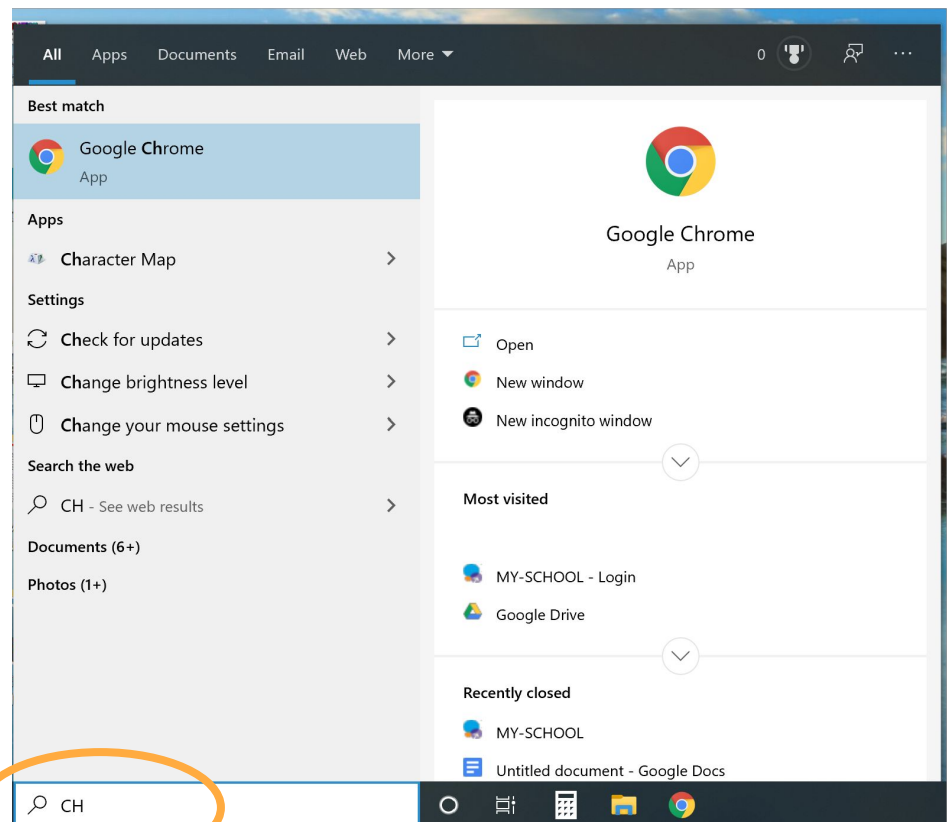 All Apps Documents Email Web More 0 ...
Best match
Google Chrome
App
Apps
Character Map
Settings
Check for updates
Change brightness level
Change your mouse settings
Search the web
CH - See web results
Documents (6+)
Photos (1+)
Google Chrome
App
Open
New window
New incognito window
Most visited
MY-SCHOOL - Login
Google Drive
Recently closed
MY-SCHOOL
Untitled document - Google Docs
CH